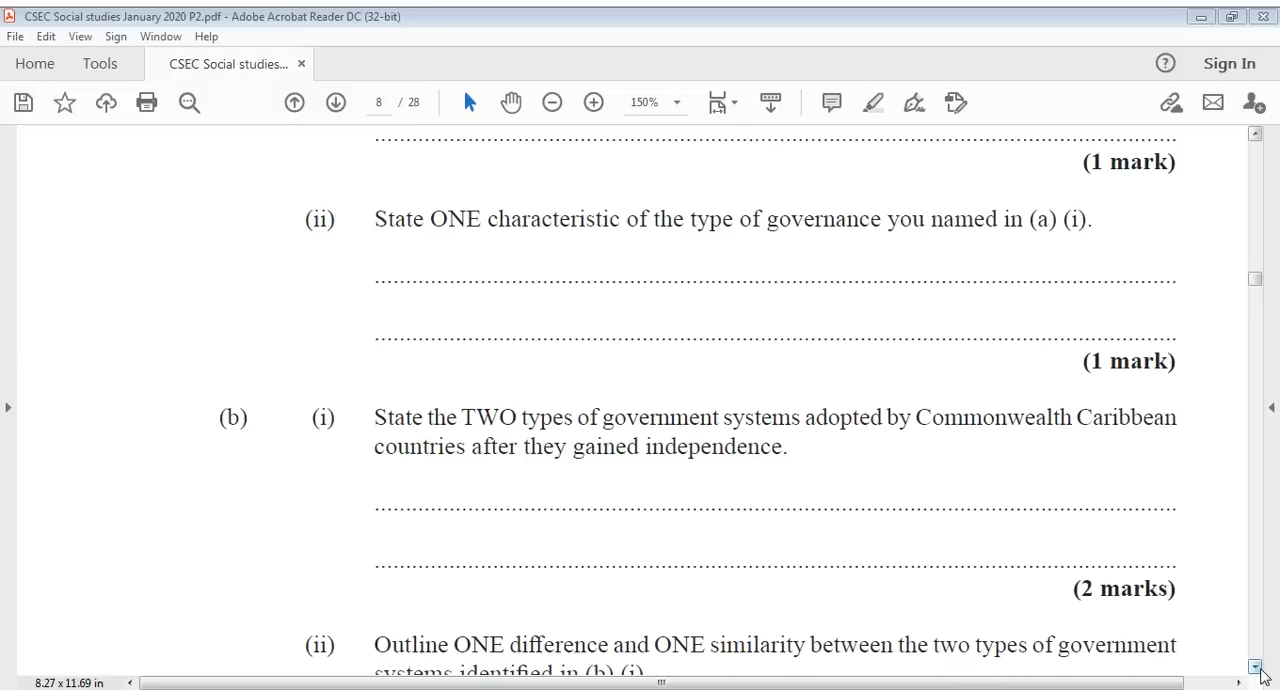 CSEC Social studies January 2020 P2.pdf - Adobe Acrobat Reader DC (32-bit)
File Edit View Sign Window Help
Home Tools CSEC Social studies... × ? Sign In
8 / 28 150%
(1 mark)
(ii) State ONE characteristic of the type of governance you named in (a) (i).
(1 mark)
(b) (i) State the TWO types of government systems adopted by Commonwealth Caribbean
countries after they gained independence.
(2 marks)
(ii) Outline ONE difference and ONE similarity between the two types of government
systems identified in (b) (i).
8.27 x 11.69 in